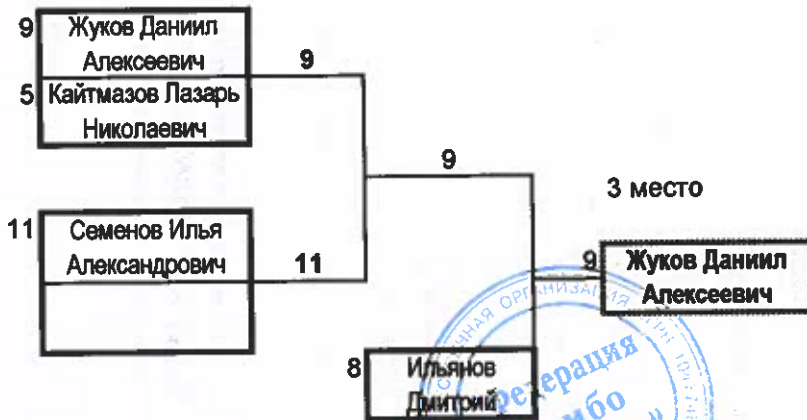 9 Жуков Даниил
Алексеевич
9
5 Кайтмазов Лазарь
Николаевич
9
3 место
11 Семенов Илья
Александрович
11
9 Жуков Даниил
Алексеевич
8 Ильянов
Дмитрий